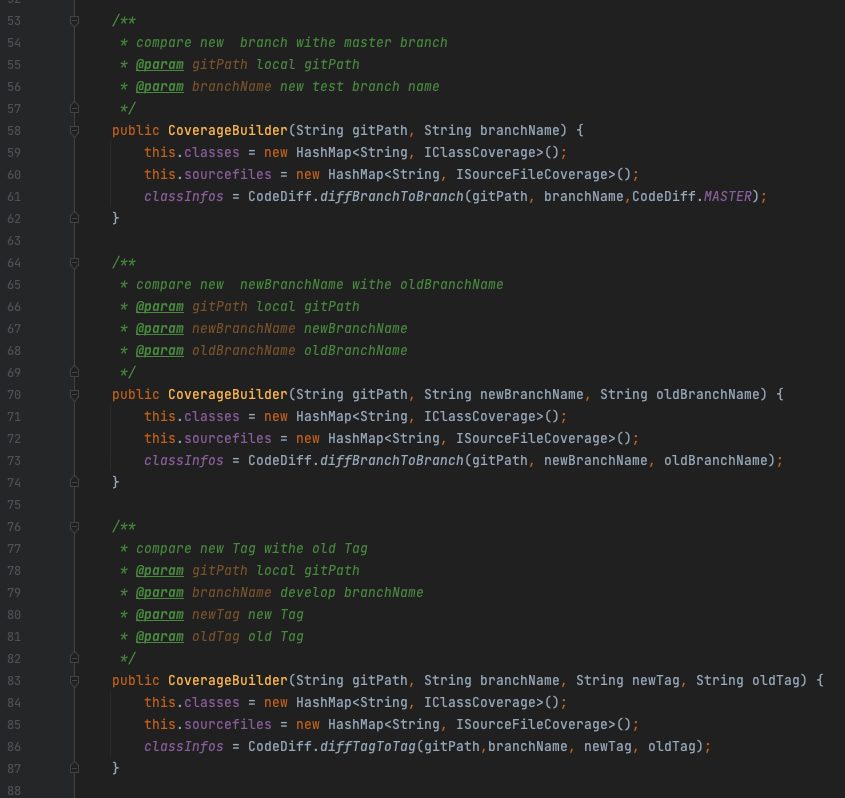 52
53 /**
54 * compare new  branch withe master branch
55 * @param gitPath local gitPath
56 * @param branchName new test branch name
57 */
58 public CoverageBuilder(String gitPath, String branchName) {
59 this.classes = new HashMap<String, IClassCoverage>();
60 this.sourcefiles = new HashMap<String, ISourceFileCoverage>();
61 classInfos = CodeDiff.diffBranchToBranch(gitPath, branchName,CodeDiff.MASTER);
62 }
63
64 /**
65 * compare new  newBranchName withe oldBranchName
66 * @param gitPath local gitPath
67 * @param newBranchName newBranchName
68 * @param oldBranchName oldBranchName
69 */
70 public CoverageBuilder(String gitPath, String newBranchName, String oldBranchName) {
71 this.classes = new HashMap<String, IClassCoverage>();
72 this.sourcefiles = new HashMap<String, ISourceFileCoverage>();
73 classInfos = CodeDiff.diffBranchToBranch(gitPath, newBranchName, oldBranchName);
74 }
75
76 /**
77 * compare new Tag withe old Tag
78 * @param gitPath local gitPath
79 * @param branchName develop branchName
80 * @param newTag new Tag
81 * @param oldTag old Tag
82 */
83 public CoverageBuilder(String gitPath, String branchName, String newTag, String oldTag) {
84 this.classes = new HashMap<String, IClassCoverage>();
85 this.sourcefiles = new HashMap<String, ISourceFileCoverage>();
86 classInfos = CodeDiff.diffTagToTag(gitPath,branchName, newTag, oldTag);
87 }
88